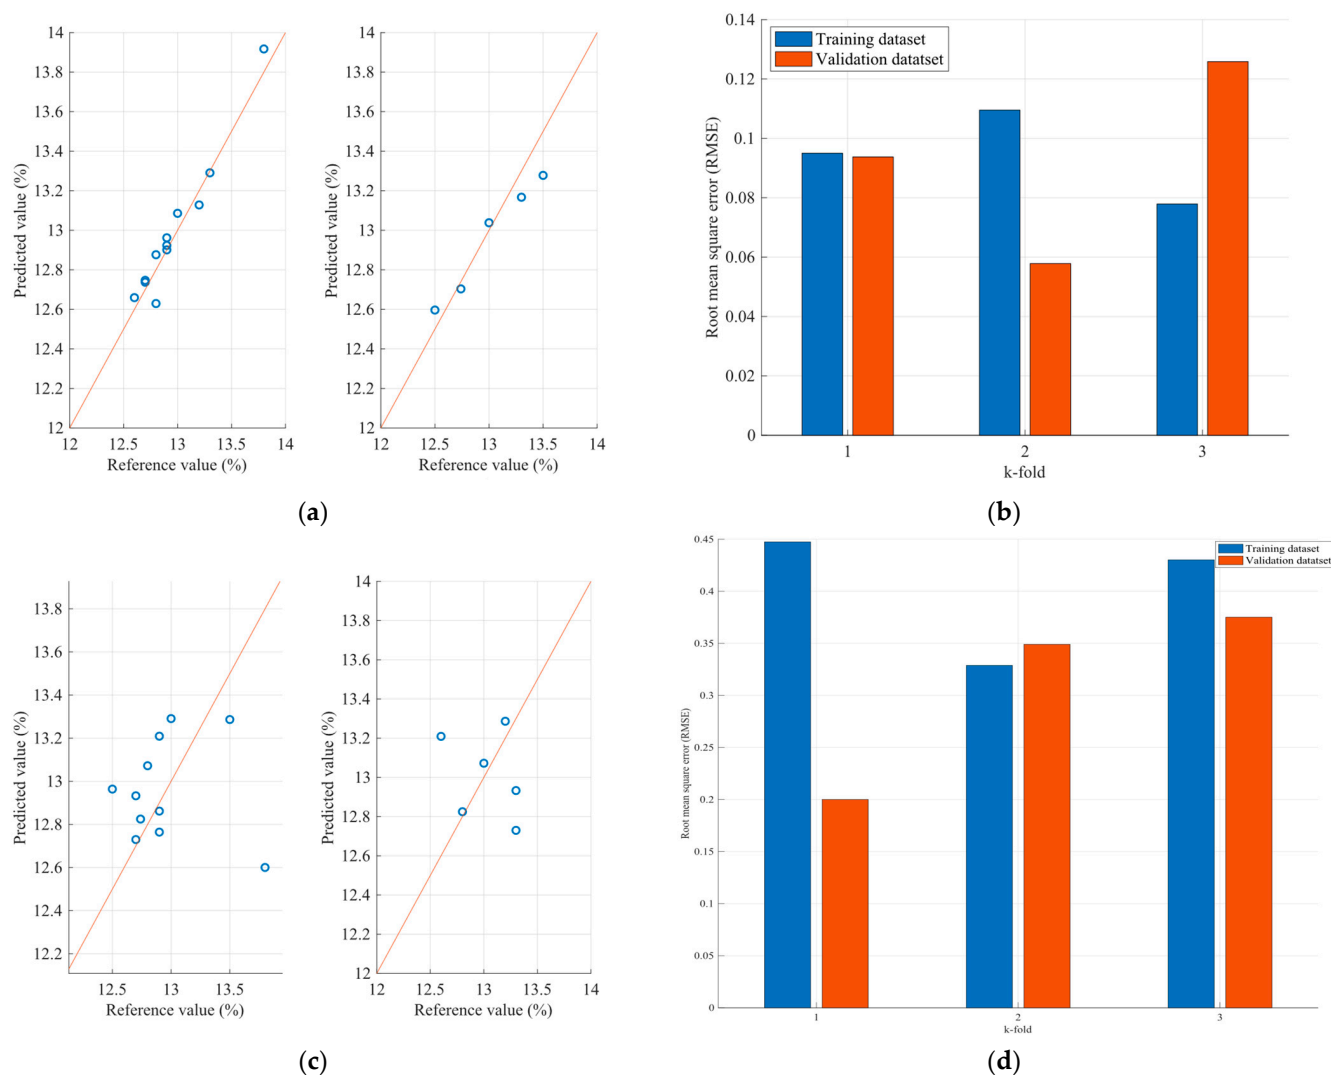 14
13.8
13.6
13.4
13.2
13
12.8
12.6
12.4
12.2
12
12 12.5 13 13.5 14
Predicted value (%)
Reference value (%)
14
13.8
13.6
13.4
13.2
13
12.8
12.6
12.4
12.2
12
12 12.5 13 13.5 14
Predicted value (%)
Reference value (%)
(a)
0.14
0.12
0.1
0.08
0.06
0.04
0.02
0
1 2 3
Root mean square error (RMSE)
k-fold
Training dataset
Validation datatset
(b)
13.8
13.6
13.4
13.2
13
12.8
12.6
12.4
12.2
12.5 13 13.5
Predicted value (%)
Reference value (%)
14
13.8
13.6
13.4
13.2
13
12.8
12.6
12.4
12.2
12
12 12.5 13 13.5 14
Predicted value (%)
Reference value (%)
(c)
0.45
0.4
0.35
0.3
0.25
0.2
0.15
0.1
0.05
0
1 2 3
Root mean square error (RMSE)
k-fold
Training dataset
Validation datatset
(d)